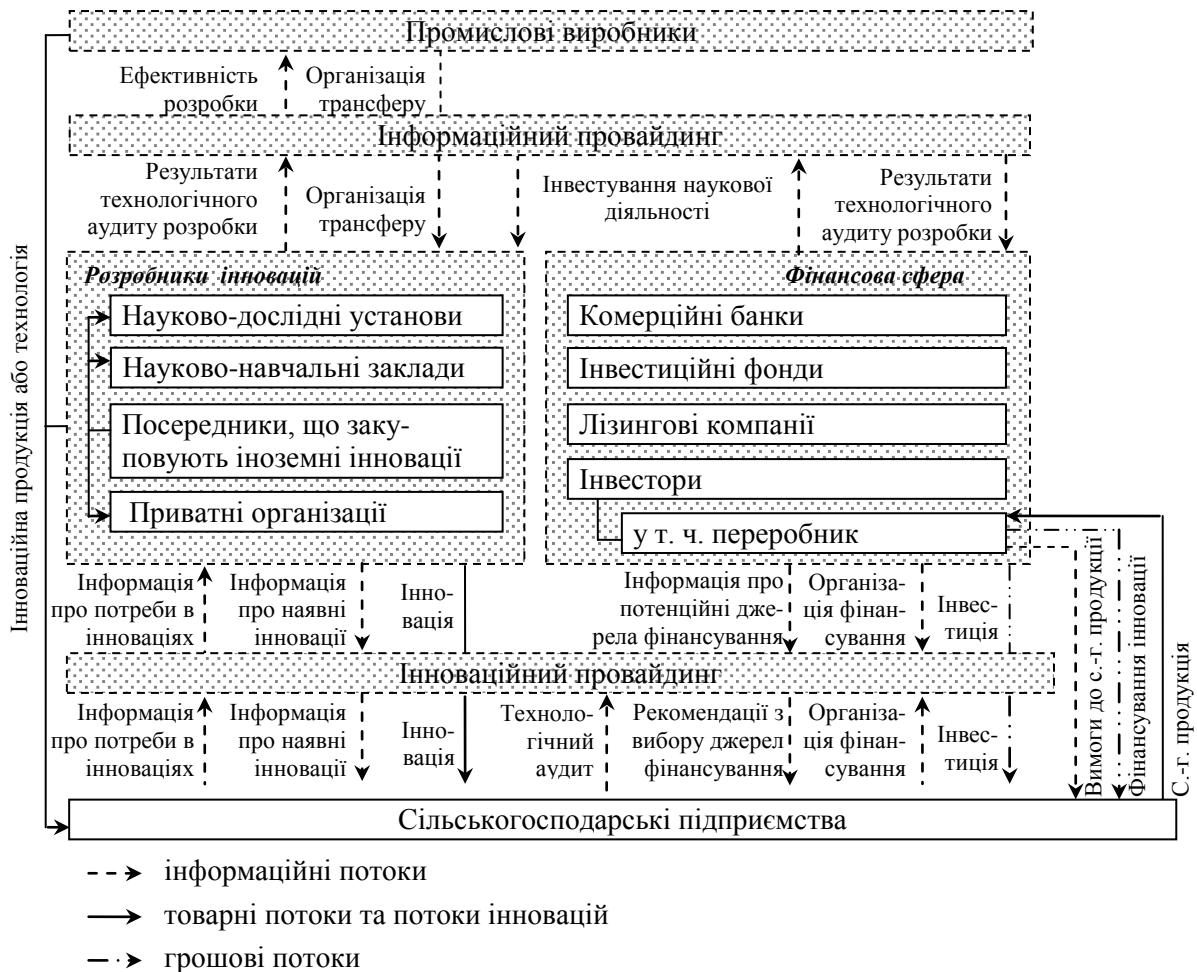 Промислові виробники
Ефективність
розробки
Організація
трансферу
Інформаційний провайдинг
Результати
технологічного
аудиту розробки
Організація
трансферу
Інвестування наукової
діяльності
Результати
технологічного
аудиту розробки
Інноваційна продукція або технологія
Розробники інновацій
Науково-дослідні установи
Науково-навчальні заклади
Посередники, що заку-
повують іноземні інновації
Приватні організації
Фінансова сфера
Комерційні банки
Інвестиційні фонди
Лізингові компанії
Інвестори
у т. ч. переробник
Інформація
про потреби в
інноваціях
Інформація
про наявні
інновації
Інно-
вація
Інформація про
потенційні дже-
рела фінансування
Організа-
ція фінан-
сування
Інвес-
тиція
Інноваційний провайдинг
Інформація
про потреби в
інноваціях
Інформація
про наявні
інновації
Інно-
вація
Техноло-
гічний
аудит
Рекомендації з
вибору джерел
фінансування
Організа-
ція фінан-
сування
Інвес-
тиція
Вимоги до с.-г. продукції
Фінансування інновації
С.-г. продукція
Сільськогосподарські підприємства
інформаційні потоки
товарні потоки та потоки інновацій
грошові потоки